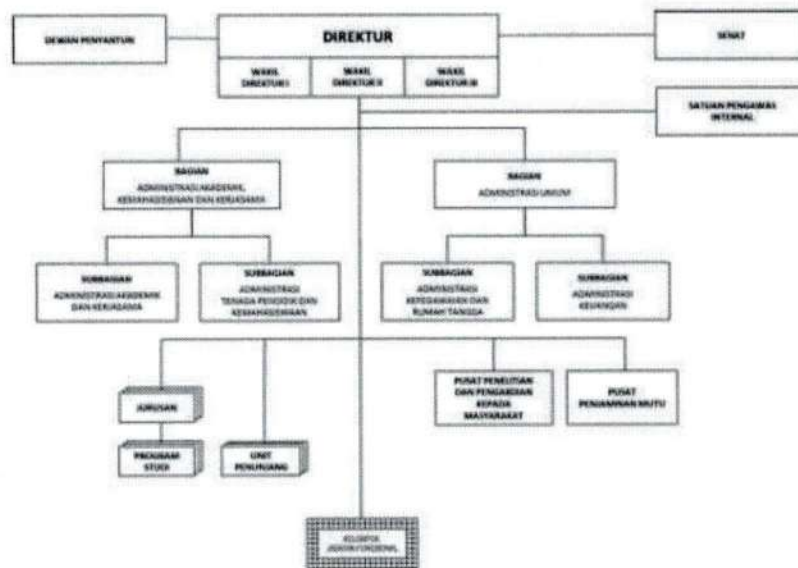 DIREKTUR
DEWAN PENYANTUN
SENAT
WAKIL
DIREKTUR I
WAKIL
DIREKTUR II
WAKIL
DIREKTUR III
SATUAN PENGAWAS
INTERNAL
BAGIAN
ADMINISTRASI AKADEMIK,
KEMAHASISWAAN DAN KERJASAMA
BAGIAN
ADMINISTRASI UMUM
SUBBAGIAN
ADMINISTRASI AKADEMIK
DAN KERJASAMA
SUBBAGIAN
ADMINISTRASI
TENAGA PENDIDIK DAN
KEMAHASISWAAN
SUBBAGIAN
ADMINISTRASI
KEPEGAWAIAN DAN
RUMAH TANGGA
SUBBAGIAN
ADMINISTRASI
KEUANGAN
JURUSAN
PROGRAM
STUDI
UNIT
PENUNJANG
PUSAT PENELITIAN
DAN PENGABDIAN
KEPADA
MASYARAKAT
PUSAT
PENJAMINAN MUTU
KELOMPOK
JABATAN FUNGSIONAL